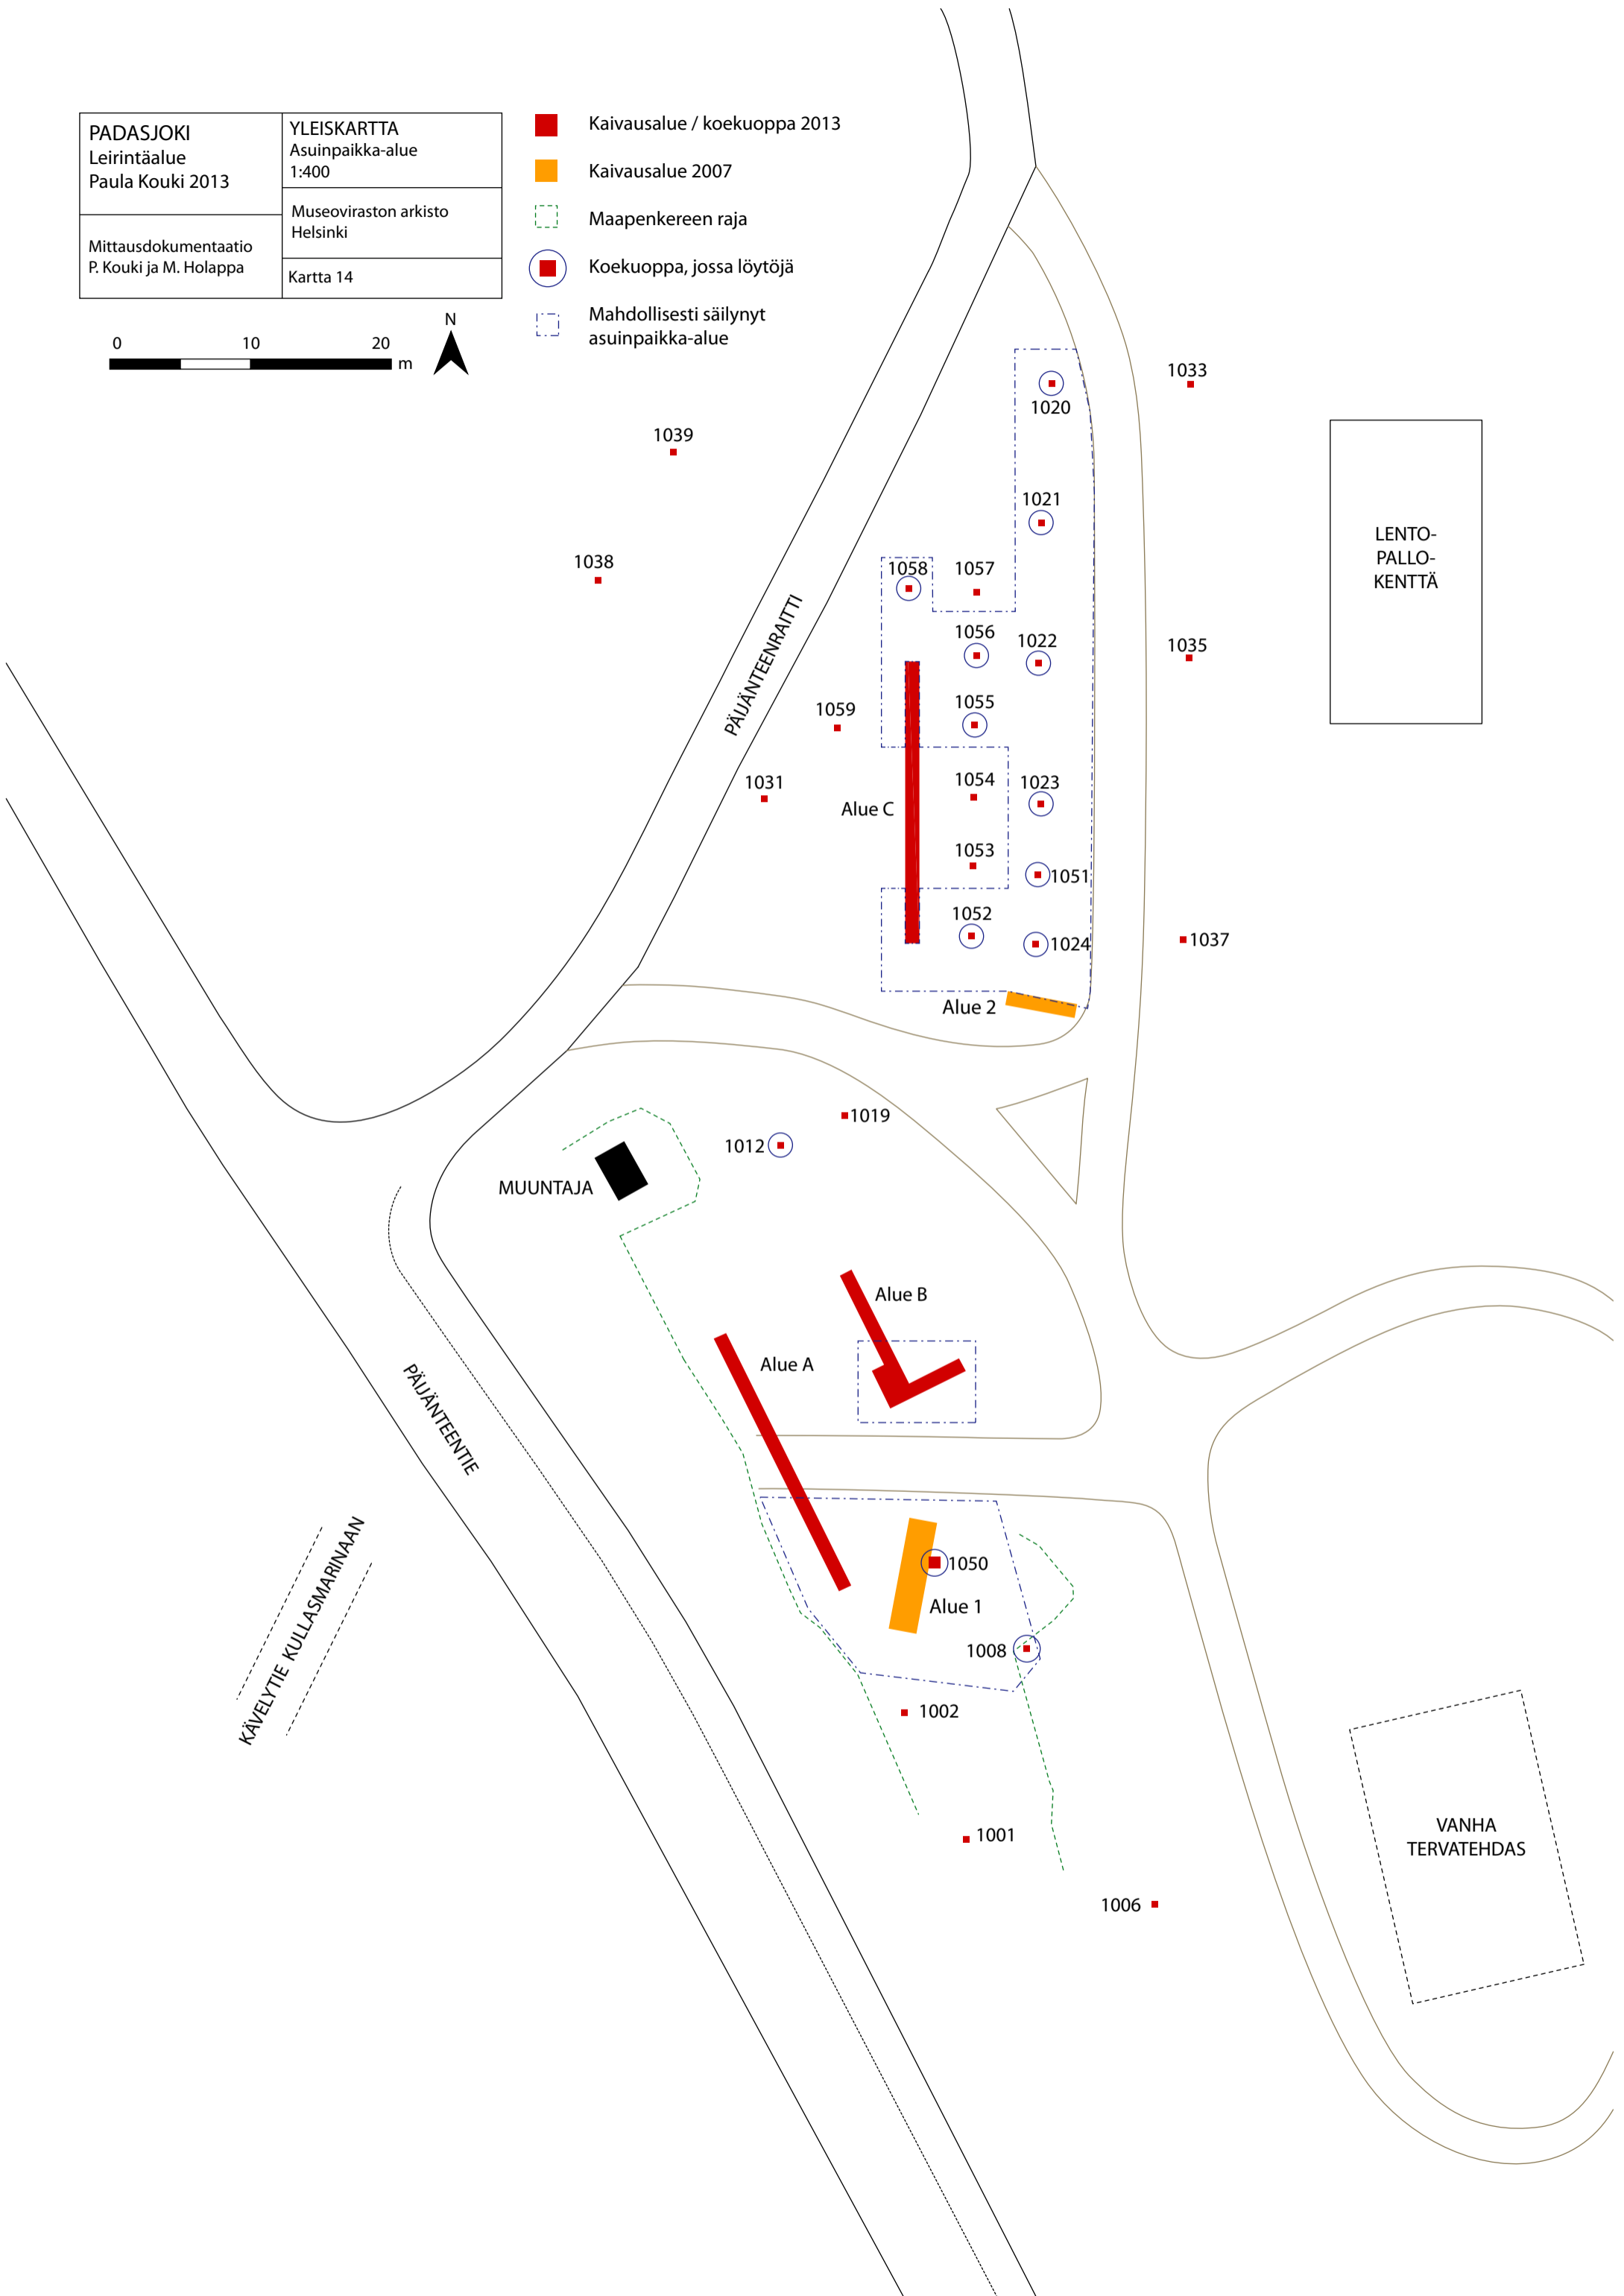 PADASJOKI
Leirintäalue
Paula Kouki 2013
Mittausdokumentaatio
P. Kouki ja M. Holappa
YLEISKARTTA
Asuinpaikka-alue
1:400
Museoviraston arkisto
Helsinki
Kartta 14
Kaivausalue / koekuoppa 2013
Kaivausalue 2007
Maapenkereen raja
Koekuoppa, jossa löytöjä
Mahdollisesti säilynyt
asuinpaikka-alue
0 10 20
m
N
1033
1020
1039
1021
LENTO-
PALLO-
KENTTÄ
1038
1058
1057
1056
1022
1035
PÄIJÄNTEENRAITTI
1055
1059
1054
1023
1031
Alue C
1053
1051
1052
1024
1037
Alue 2
1019
1012
MUUNTAJA
Alue B
Alue A
PÄIJÄNTEENTIE
KÄVELYTIE KULLASMARINAAN
1050
Alue 1
1008
1002
1001
VANHA
TERVATEHDAS
1006